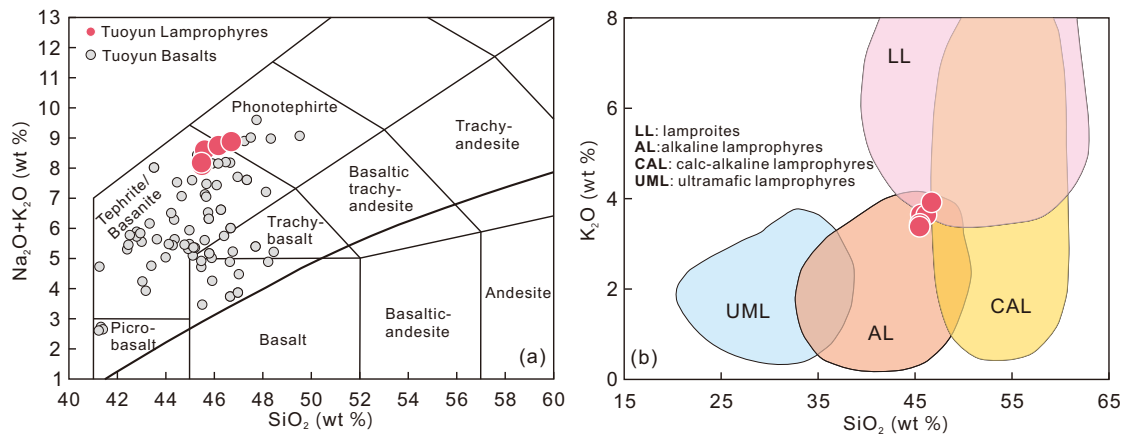 13
12
11
10
9
8
7
6
5
4
3
2
1
Na2O+K2O (wt %)
Tuoyun Lamprophyres
Tuoyun Basalts
Phonotephirte
Trachy-
andesite
Tephrite/
Basanite
Basaltic
trachy-
andesite
Trachy-
basalt
Andesite
Picro-
basalt
Basalt
Basaltic-
andesite
(a)
40 42 44 46 48 50 52 54 56 58 60
SiO2 (wt %)
8
6
4
2
0
K2O (wt %)
LL
LL: lamproites
AL:alkaline lamprophyres
CAL: calc-alkaline lamprophyres
UML: ultramafic lamprophyres
UML
AL
CAL
(b)
15 25 35 45 55 65
SiO2 (wt %)